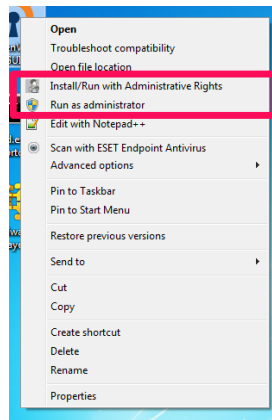 Open
Troubleshoot compatibility
Open file location
Install/Run with Administrative Rights
Run as administrator
Edit with Notepad++
Scan with ESET Endpoint Antivirus
Advanced options
Pin to Taskbar
Pin to Start Menu
Restore previous versions
Send to
Cut
Copy
Create shortcut
Delete
Rename
Properties